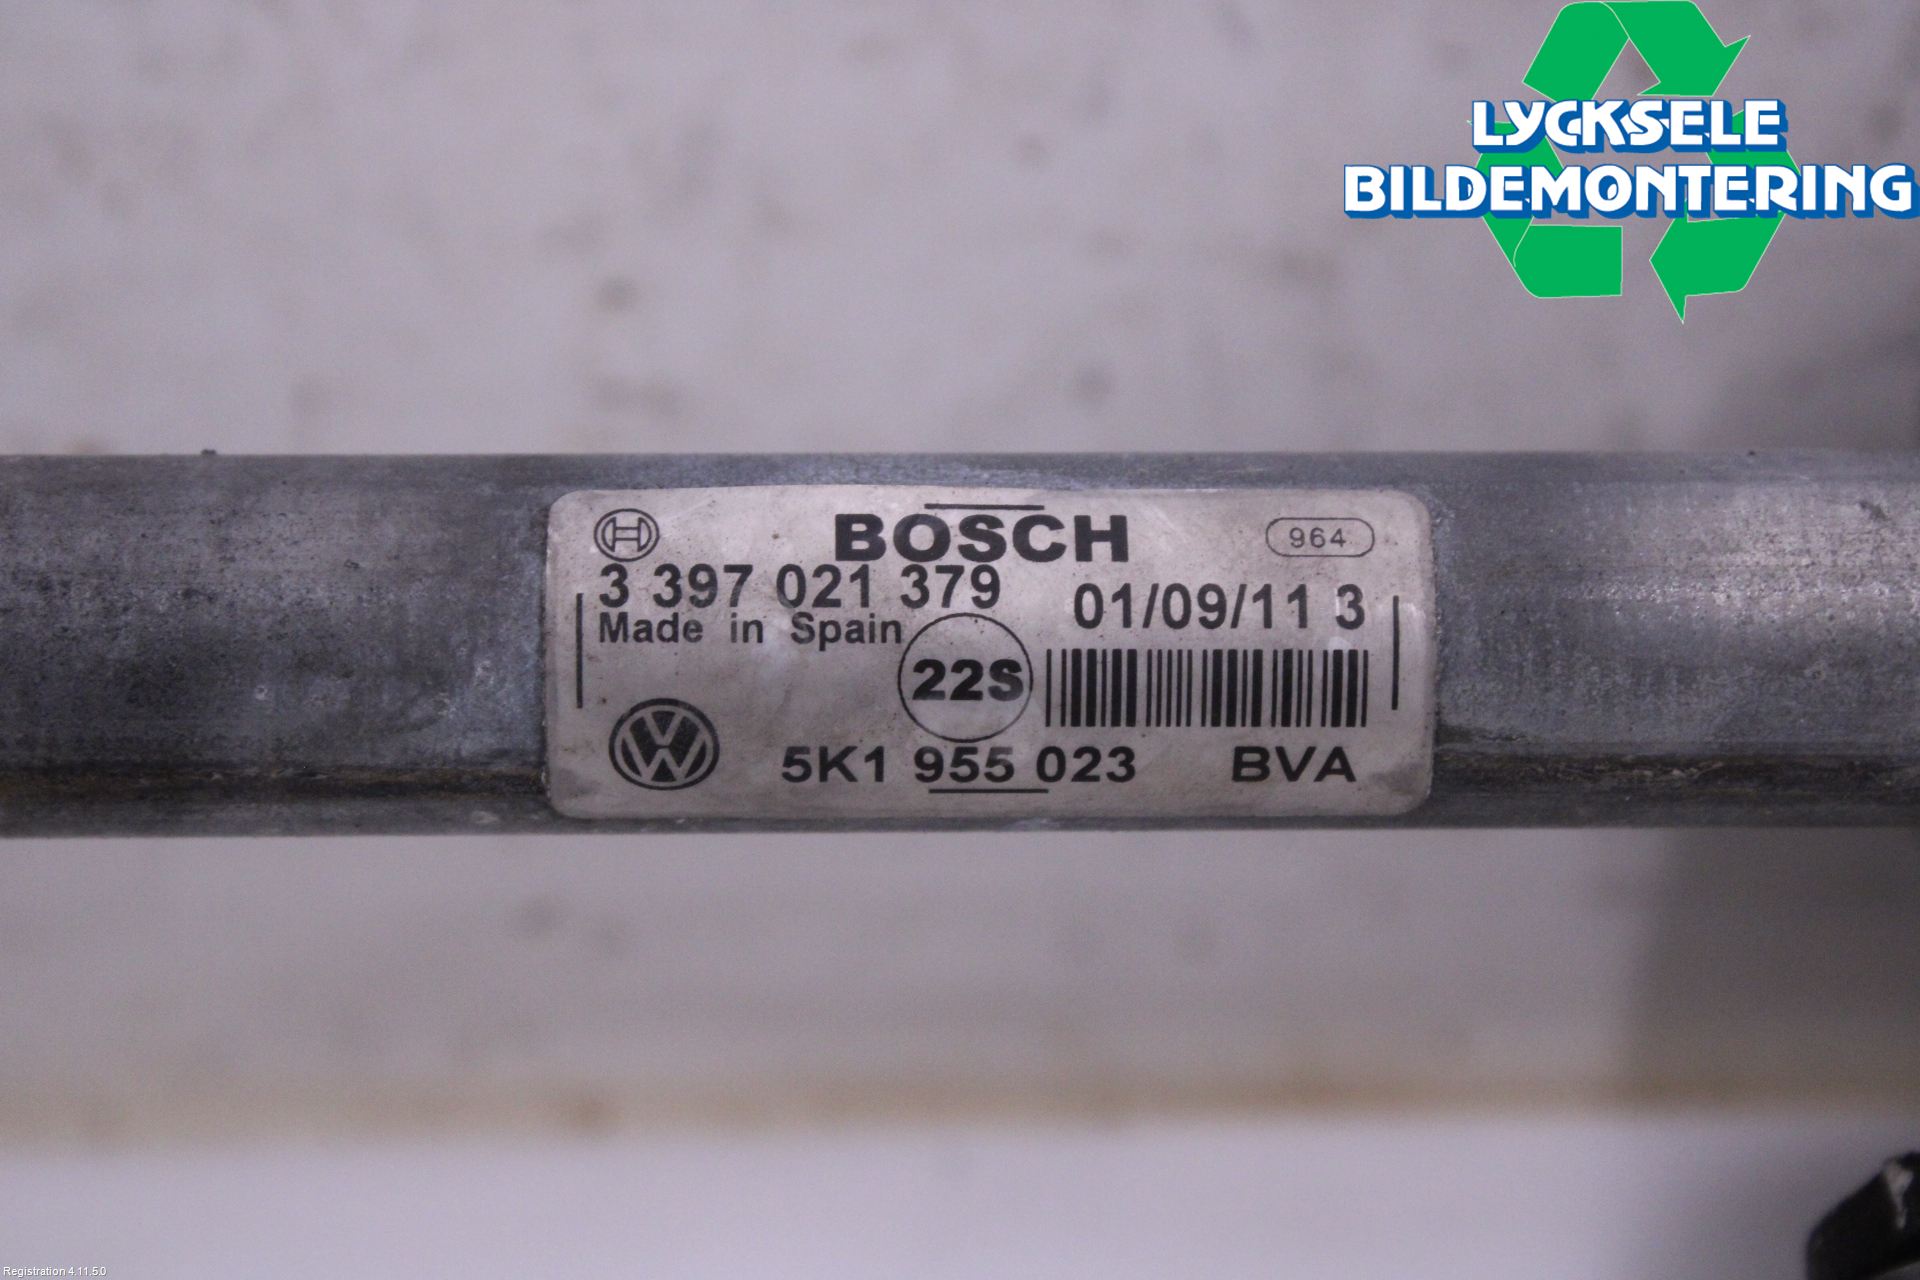 LYCKSELE
BILDEMONTERING
BOSCH
964
3 397 021 379
01/09/11 3
Made in Spain
22S
5K1 955 023 BVA
Registration 4.11.5.0